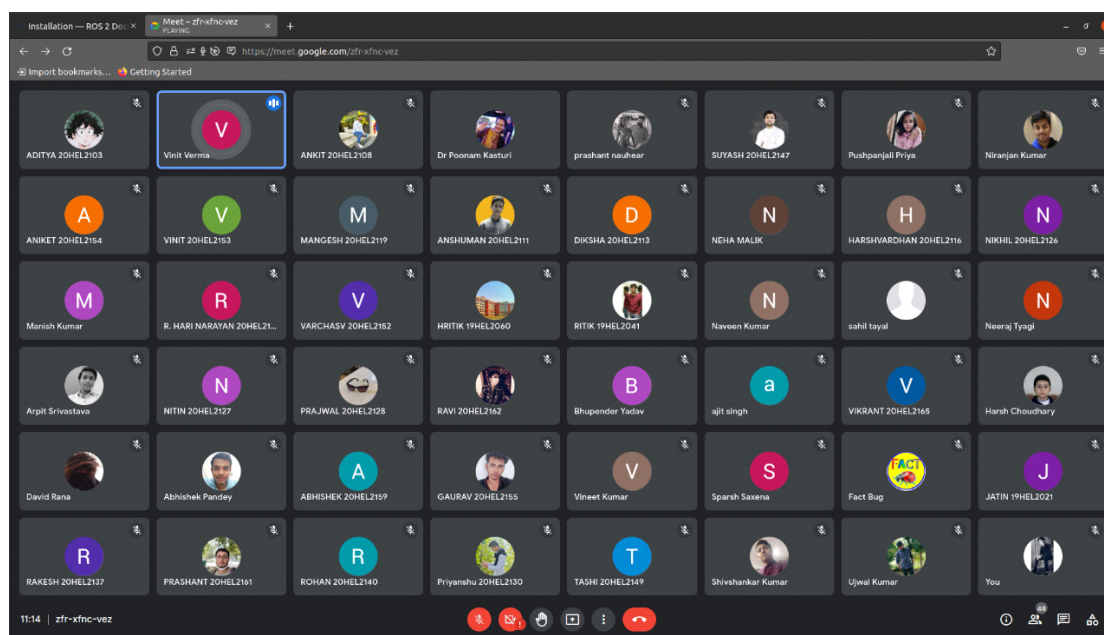 Installation — ROS 2 Doc
Meet – zfr-xfnc-vez
PLAYING
https://meet.google.com/zfr-xfnc-vez
Import bookmarks... Getting Started
ADITYA 20HEL2103
V
Vinit Verma
ANKIT 20HEL2108
Dr Poonam Kasturi
prashant nauhear
SUYASH 20HEL2147
Pushpanjali Priya
Niranjan Kumar
A
ANIKET 20HEL2154
V
VINIT 20HEL2153
M
MANGESH 20HEL2119
ANSHUMAN 20HEL2111
D
DIKSHA 20HEL2113
N
NEHA MALIK
H
HARSHVARDHAN 20HEL2116
N
NIKHIL 20HEL2126
M
Manish Kumar
R
R. HARI NARAYAN 20HEL21...
V
VARCHASV 20HEL2152
HRITIK 19HEL2060
RITIK 19HEL2041
N
Naveen Kumar
sahil tayal
N
Neeraj Tyagi
Arpit Srivastava
N
NITIN 20HEL2127
PRAJWAL 20HEL2128
RAVI 20HEL2162
B
Bhupender Yadav
a
ajit singh
V
VIKRANT 20HEL2165
Harsh Choudhary
David Rana
Abhishek Pandey
A
ABHISHEK 20HEL2159
GAURAV 20HEL2155
V
Vineet Kumar
S
Sparsh Saxena
FACT
Fact Bug
J
JATIN 19HEL2021
R
RAKESH 20HEL2137
PRASHANT 20HEL2161
R
ROHAN 20HEL2140
Priyanshu 20HEL2130
T
TASHI 20HEL2149
Shivshankar Kumar
Ujwal Kumar
You
11:14 | zfr-xfnc-vez
48